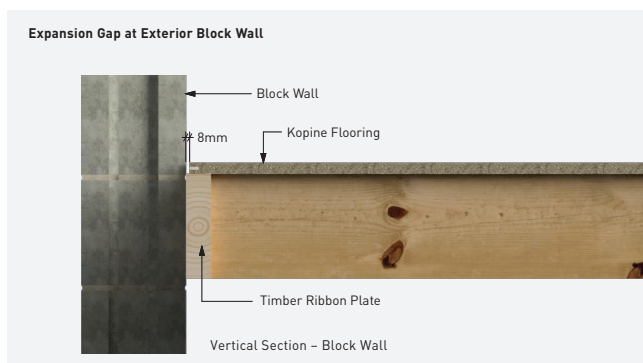 Expansion Gap at Exterior Block Wall
Block Wall
8mm
Kopine Flooring
Timber Ribbon Plate
Vertical Section – Block Wall